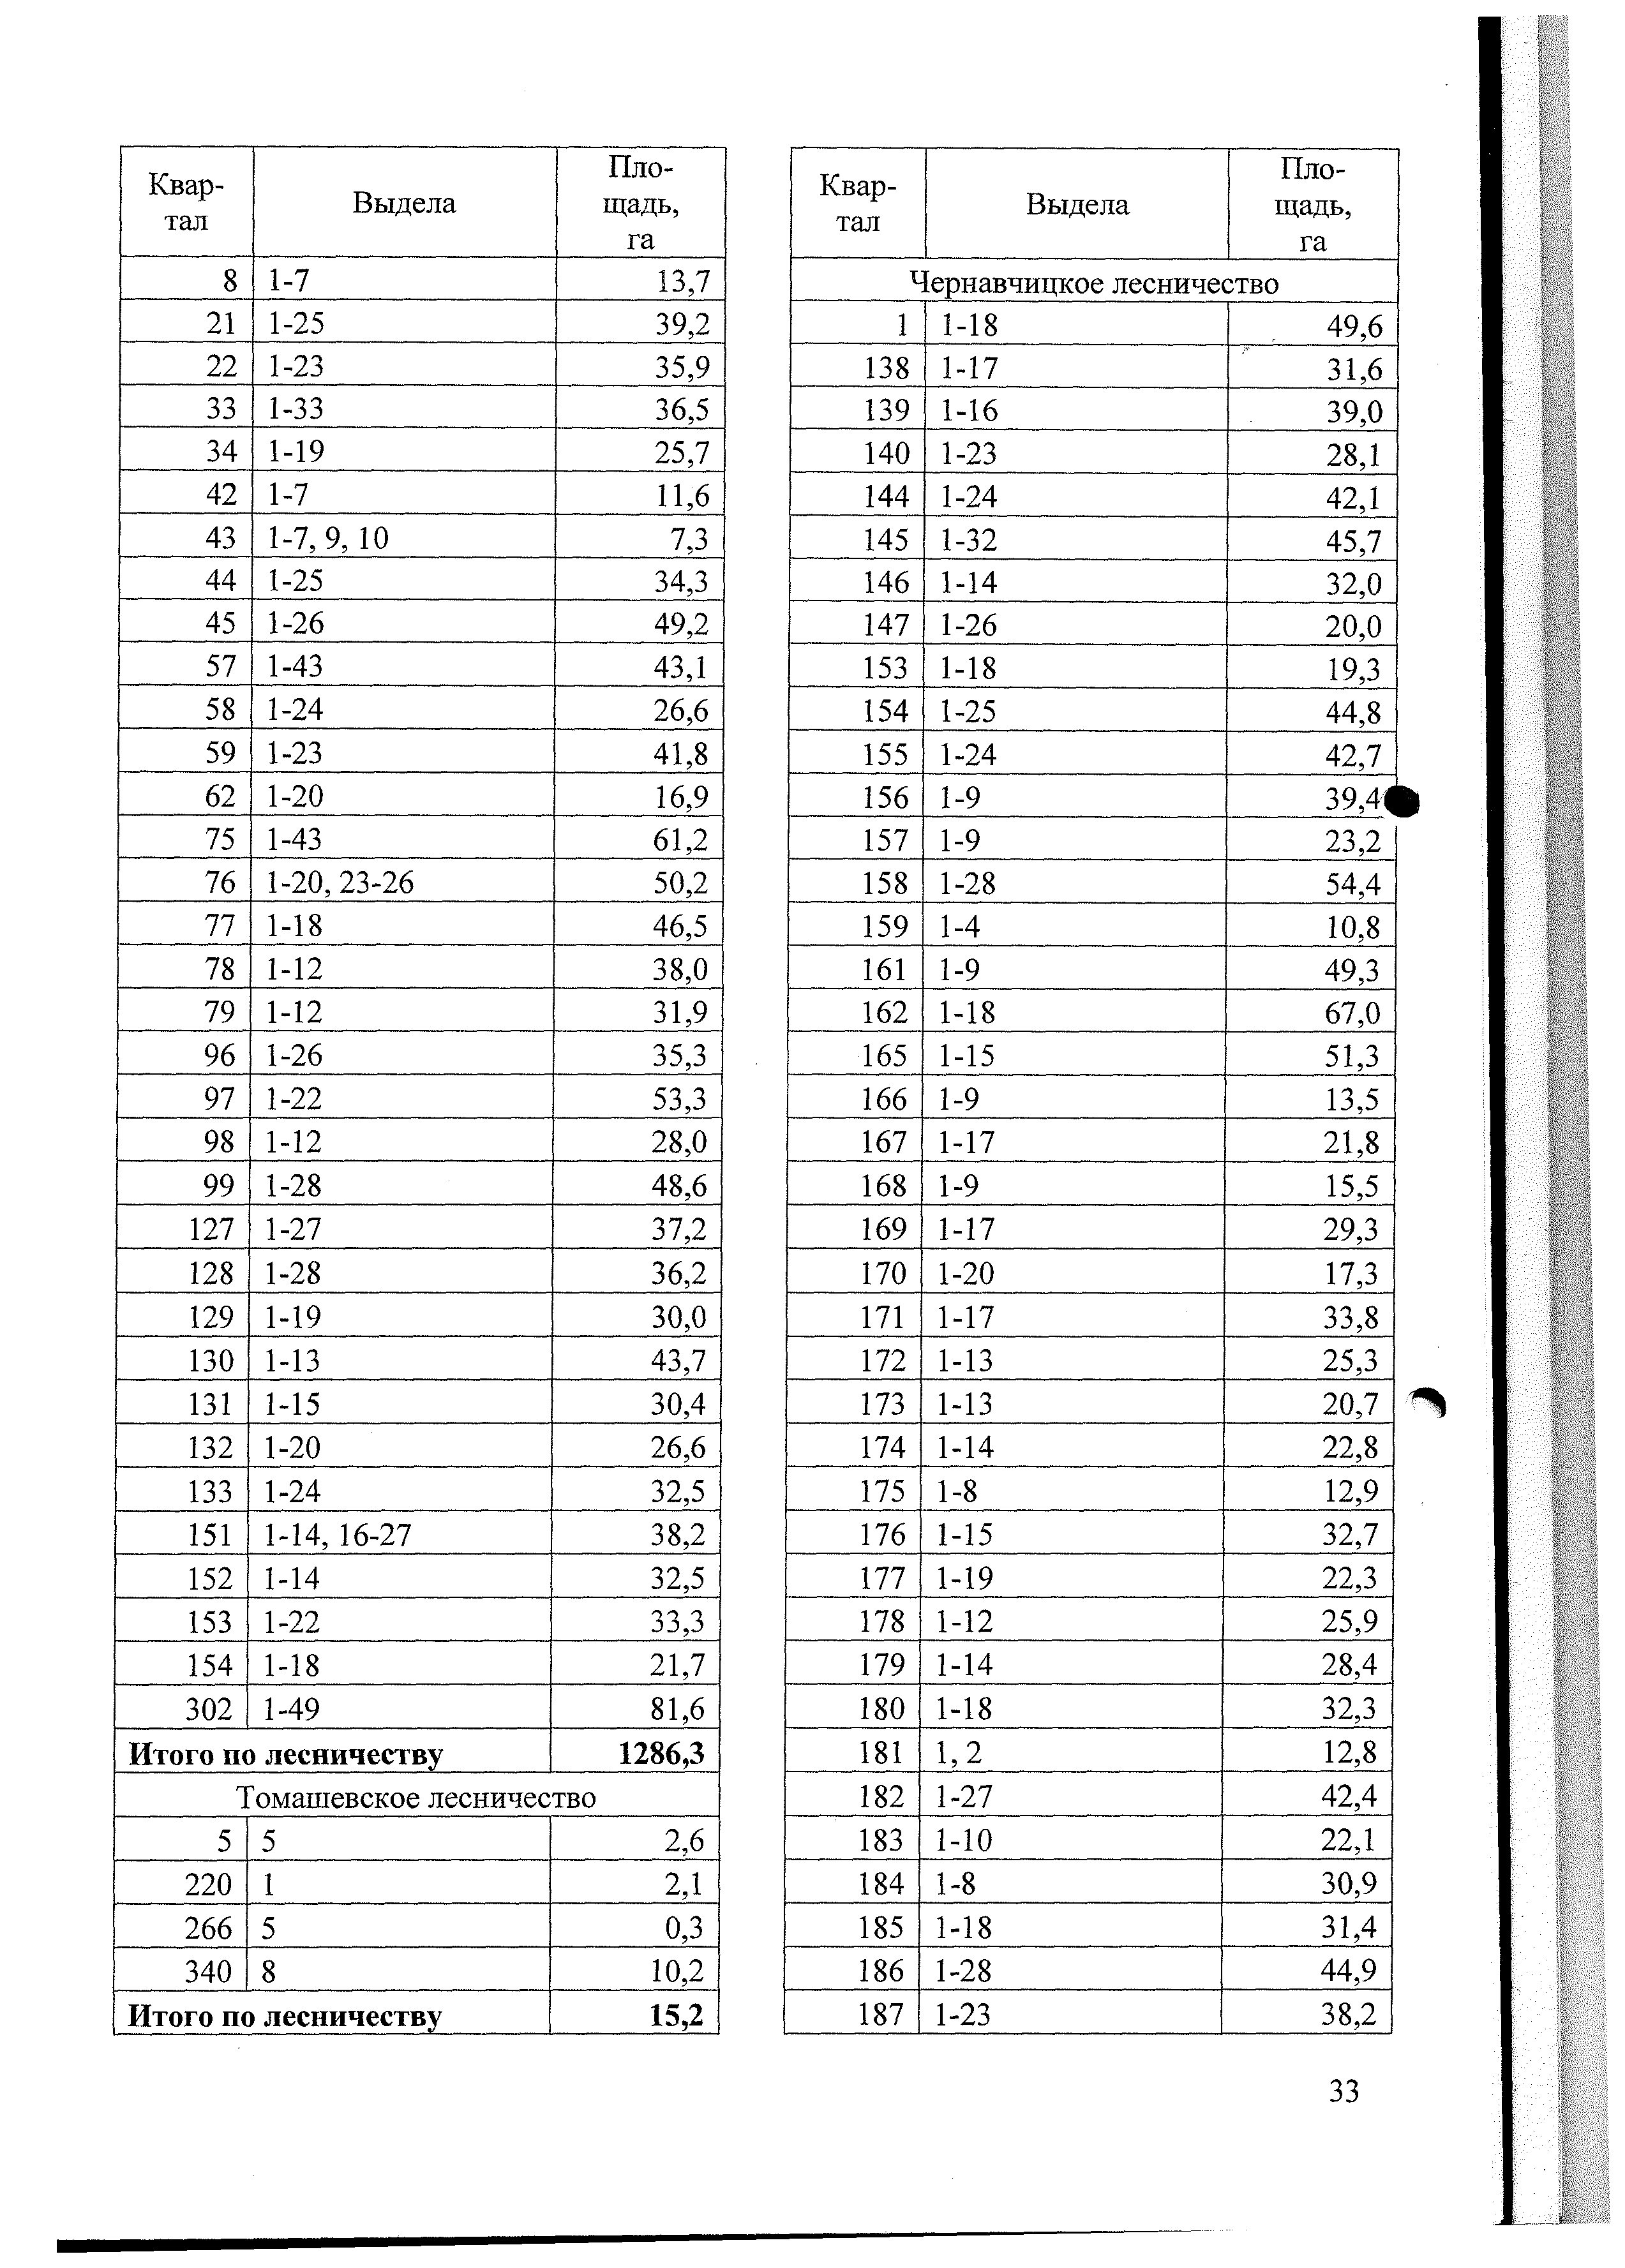 Квар-
тал
Выдела
Пло-
щадь,
га
8 1-7 13,7
21 1-25 39,2
22 1-23 35,9
33 1-33 36,5
34 1-19 25,7
42 1-7 11,6
43 1-7, 9, 10 7,3
44 1-25 34,3
45 1-26 49,2
57 1-43 43,1
58 1-24 26,6
59 1-23 41,8
62 1-20 16,9
75 1-43 61,2
76 1-20, 23-26 50,2
77 1-18 46,5
78 1-12 38,0
79 1-12 31,9
96 1-26 35,3
97 1-22 53,3
98 1-12 28,0
99 1-28 48,6
127 1-27 37,2
128 1-28 36,2
129 1-19 30,0
130 1-13 43,7
131 1-15 30,4
132 1-20 26,6
133 1-24 32,5
151 1-14, 16-27 38,2
152 1-14 32,5
153 1-22 33,3
154 1-18 21,7
302 1-49 81,6
Итого по лесничеству 1286,3
Томашевское лесничество
5 5 2,6
220 1 2,1
266 5 0,3
340 8 10,2
Итого по лесничеству 15,2
Квар-
тал
Выдела
Пло-
щадь,
га
Чернавчицкое лесничество
1 1-18 49,6
138 1-17 31,6
139 1-16 39,0
140 1-23 28,1
144 1-24 42,1
145 1-32 45,7
146 1-14 32,0
147 1-26 20,0
153 1-18 19,3
154 1-25 44,8
155 1-24 42,7
156 1-9 39,4
157 1-9 23,2
158 1-28 54,4
159 1-4 10,8
161 1-9 49,3
162 1-18 67,0
165 1-15 51,3
166 1-9 13,5
167 1-17 21,8
168 1-9 15,5
169 1-17 29,3
170 1-20 17,3
171 1-17 33,8
172 1-13 25,3
173 1-13 20,7
174 1-14 22,8
175 1-8 12,9
176 1-15 32,7
177 1-19 22,3
178 1-12 25,9
179 1-14 28,4
180 1-18 32,3
181 1, 2 12,8
182 1-27 42,4
183 1-10 22,1
184 1-8 30,9
185 1-18 31,4
186 1-28 44,9
187 1-23 38,2
33